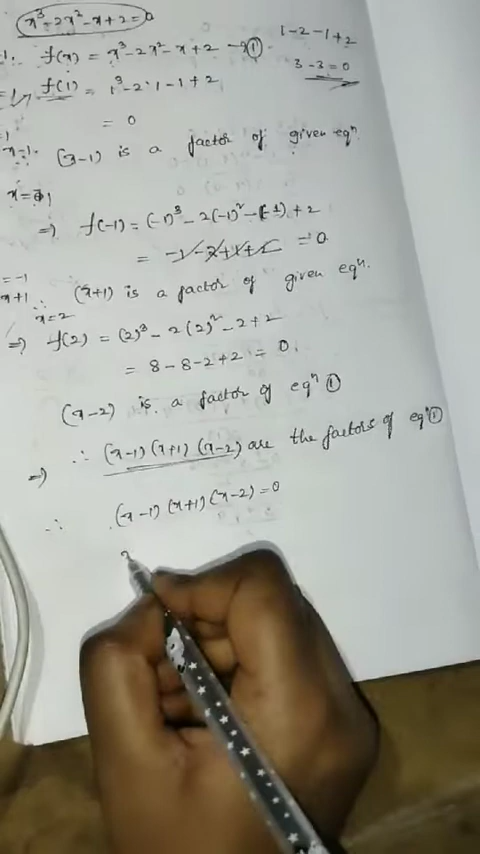 x³-2x²-x+2=0
1-2-1+2
f(x) = x³-2x²-x+2 →①
3-3=0
f(1) = 1³-2·1-1+2
= 0
x-1. (x-1) is a factor of given eqⁿ.
⇒ f(-1) = (-1)³-2(-1)²-(-1)+2
= -1-2+1+2 = 0
=-1
x+1 ∴ (x+1) is a factor of given eqⁿ.
x=2
⇒ f(2) = (2)³-2(2)²-2+2
= 8-8-2+2 = 0.
(x-2) is a factor of eqⁿ ①
⇒ ∴ (x-1)(x+1)(x-2) are the factors of eqⁿ①
∴ (x-1)(x+1)(x-2)=0